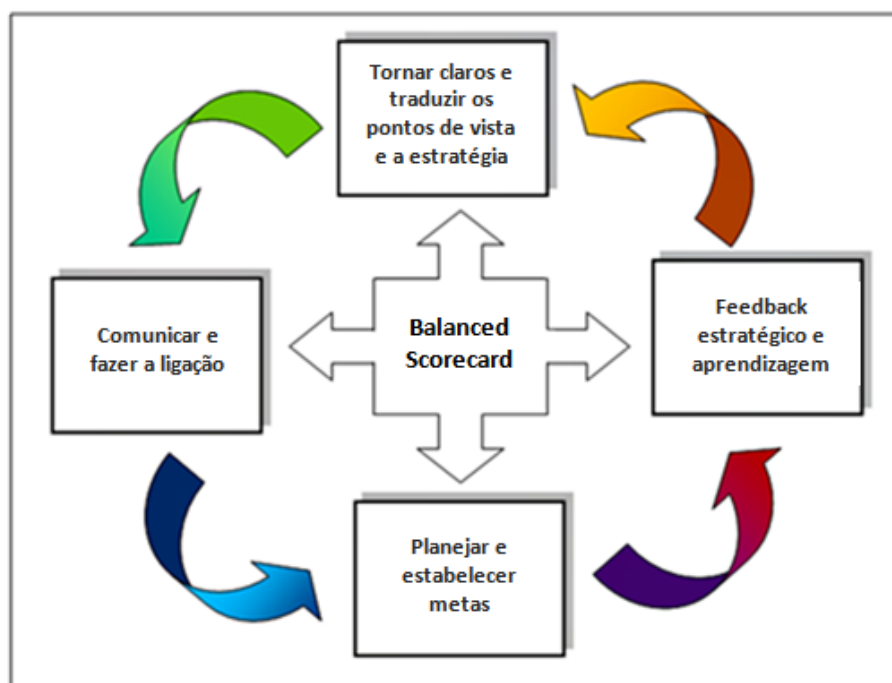 Tornar claros e
traduzir os
pontos de vista
e a estratégia
Comunicar e
fazer a ligação
Balanced
Scorecard
Feedback
estratégico e
aprendizagem
Planejar e
estabelecer
metas